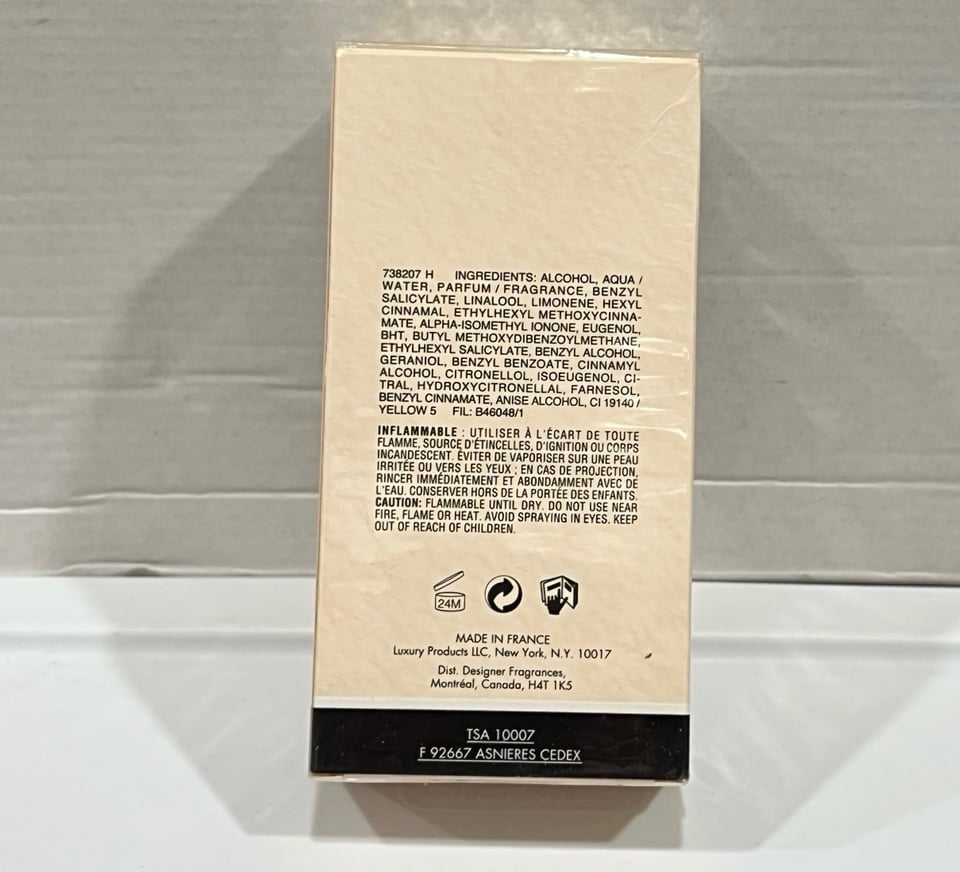 738207 H INGREDIENTS: ALCOHOL, AQUA /
WATER, PARFUM / FRAGRANCE, BENZYL
SALICYLATE, LINALOOL, LIMONENE, HEXYL
CINNAMAL, ETHYLHEXYL METHOXYCINNA-
MATE, ALPHA-ISOMETHYL IONONE, EUGENOL,
BHT, BUTYL METHOXYDIBENZOYLMETHANE,
ETHYLHEXYL SALICYLATE, BENZYL ALCOHOL,
GERANIOL, BENZYL BENZOATE, CINNAMYL
ALCOHOL, CITRONELLOL, ISOEUGENOL, CI-
TRAL, HYDROXYCITRONELLAL, FARNESOL,
BENZYL CINNAMATE, ANISE ALCOHOL, CI 19140 /
YELLOW 5 FIL: B46048/1
INFLAMMABLE : UTILISER À L'ÉCART DE TOUTE
FLAMME, SOURCE D'ÉTINCELLES, D'IGNITION OU CORPS
INCANDESCENT. ÉVITER DE VAPORISER SUR UNE PEAU
IRRITÉE OU VERS LES YEUX ; EN CAS DE PROJECTION,
RINCER IMMÉDIATEMENT ET ABONDAMMENT AVEC DE
L'EAU. CONSERVER HORS DE LA PORTÉE DES ENFANTS.
CAUTION: FLAMMABLE UNTIL DRY. DO NOT USE NEAR
FIRE, FLAME OR HEAT. AVOID SPRAYING IN EYES. KEEP
OUT OF REACH OF CHILDREN.
24M
MADE IN FRANCE
Luxury Products LLC, New York, N.Y. 10017
Dist. Designer Fragrances,
Montréal, Canada, H4T 1K5
TSA 10007
F 92667 ASNIERES CEDEX